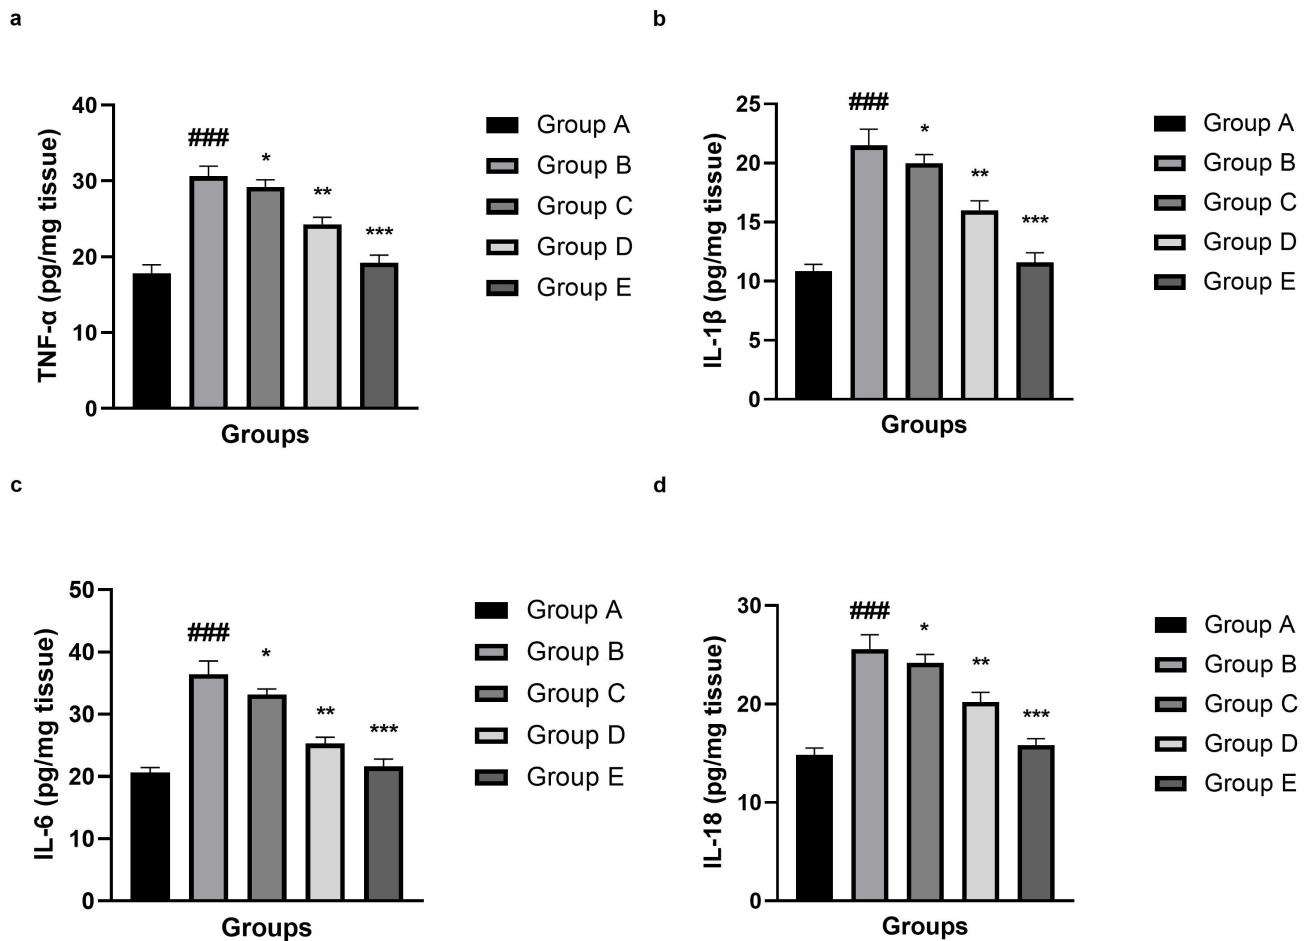 a
TNF-α (pg/mg tissue)
40
30
20
10
0
###
*
**
***
Groups
Group A
Group B
Group C
Group D
Group E
b
IL-1β (pg/mg tissue)
25
20
15
10
5
0
###
*
**
***
Groups
Group A
Group B
Group C
Group D
Group E
c
IL-6 (pg/mg tissue)
50
40
30
20
10
0
###
*
**
***
Groups
Group A
Group B
Group C
Group D
Group E
d
IL-18 (pg/mg tissue)
30
20
10
0
###
*
**
***
Groups
Group A
Group B
Group C
Group D
Group E